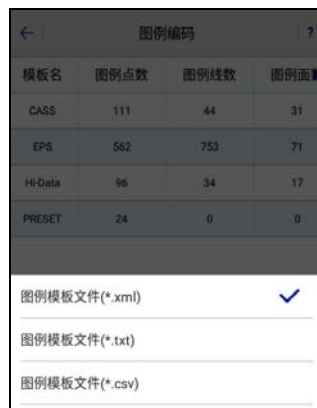 图例编码 ?
模板名 图例点数 图例线数 图例面数
CASS 111 44 31
EPS 562 753 71
Hi-Data 96 34 17
PRESET 24 0 0
图例模板文件(*.xml)
图例模板文件(*.txt)
图例模板文件(*.csv)